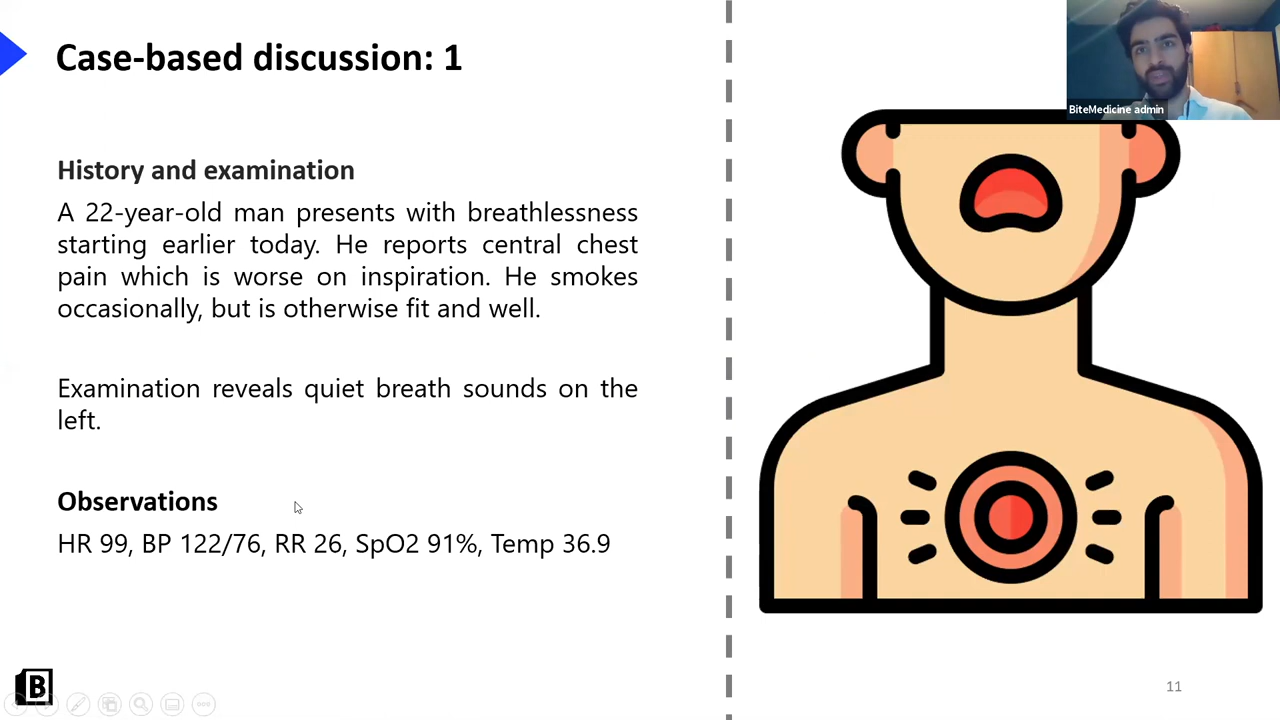 Case-based discussion: 1
BiteMedicine admin
History and examination
A 22-year-old man presents with breathlessness
starting earlier today. He reports central chest
pain which is worse on inspiration. He smokes
occasionally, but is otherwise fit and well.
Examination reveals quiet breath sounds on the
left.
Observations
HR 99, BP 122/76, RR 26, SpO2 91%, Temp 36.9
B
11